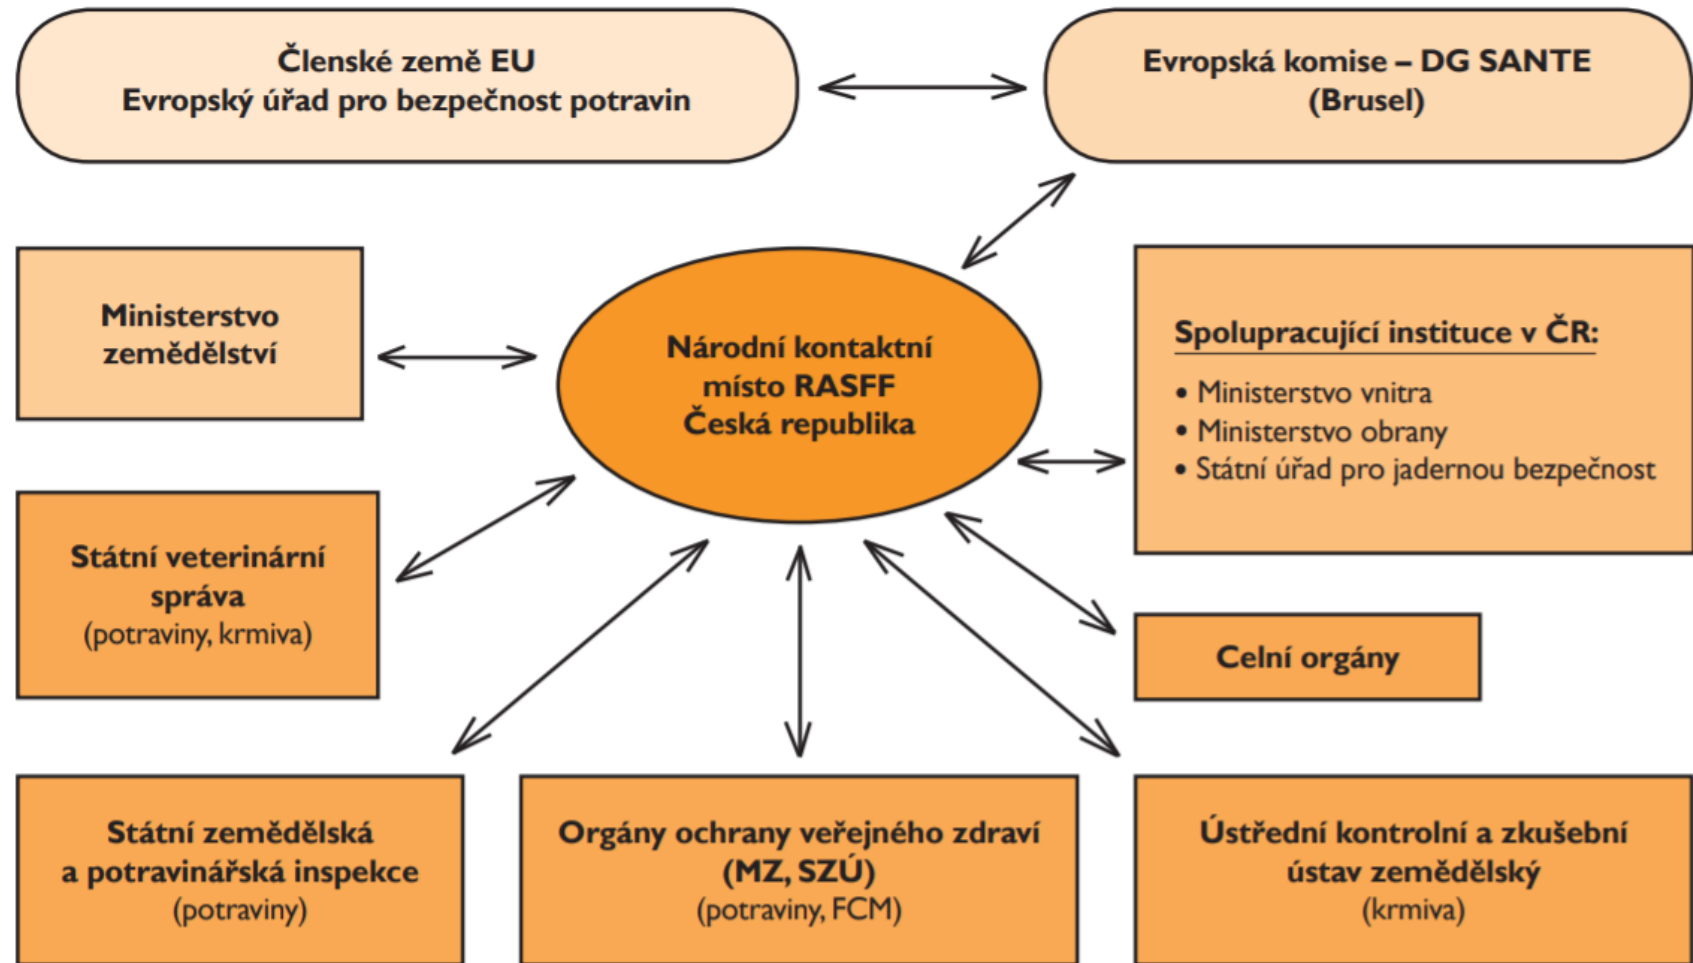 Členské země EU
Evropský úřad pro bezpečnost potravin
Evropská komise – DG SANTE
(Brusel)
Ministerstvo
zemědělství
Národní kontaktní
místo RASFF
Česká republika
Spolupracující instituce v ČR:
• Ministerstvo vnitra
• Ministerstvo obrany
• Státní úřad pro jadernou bezpečnost
Státní veterinární
správa
(potraviny, krmiva)
Celní orgány
Státní zemědělská
a potravinářská inspekce
(potraviny)
Orgány ochrany veřejného zdraví
(MZ, SZÚ)
(potraviny, FCM)
Ústřední kontrolní a zkušební
ústav zemědělský
(krmiva)